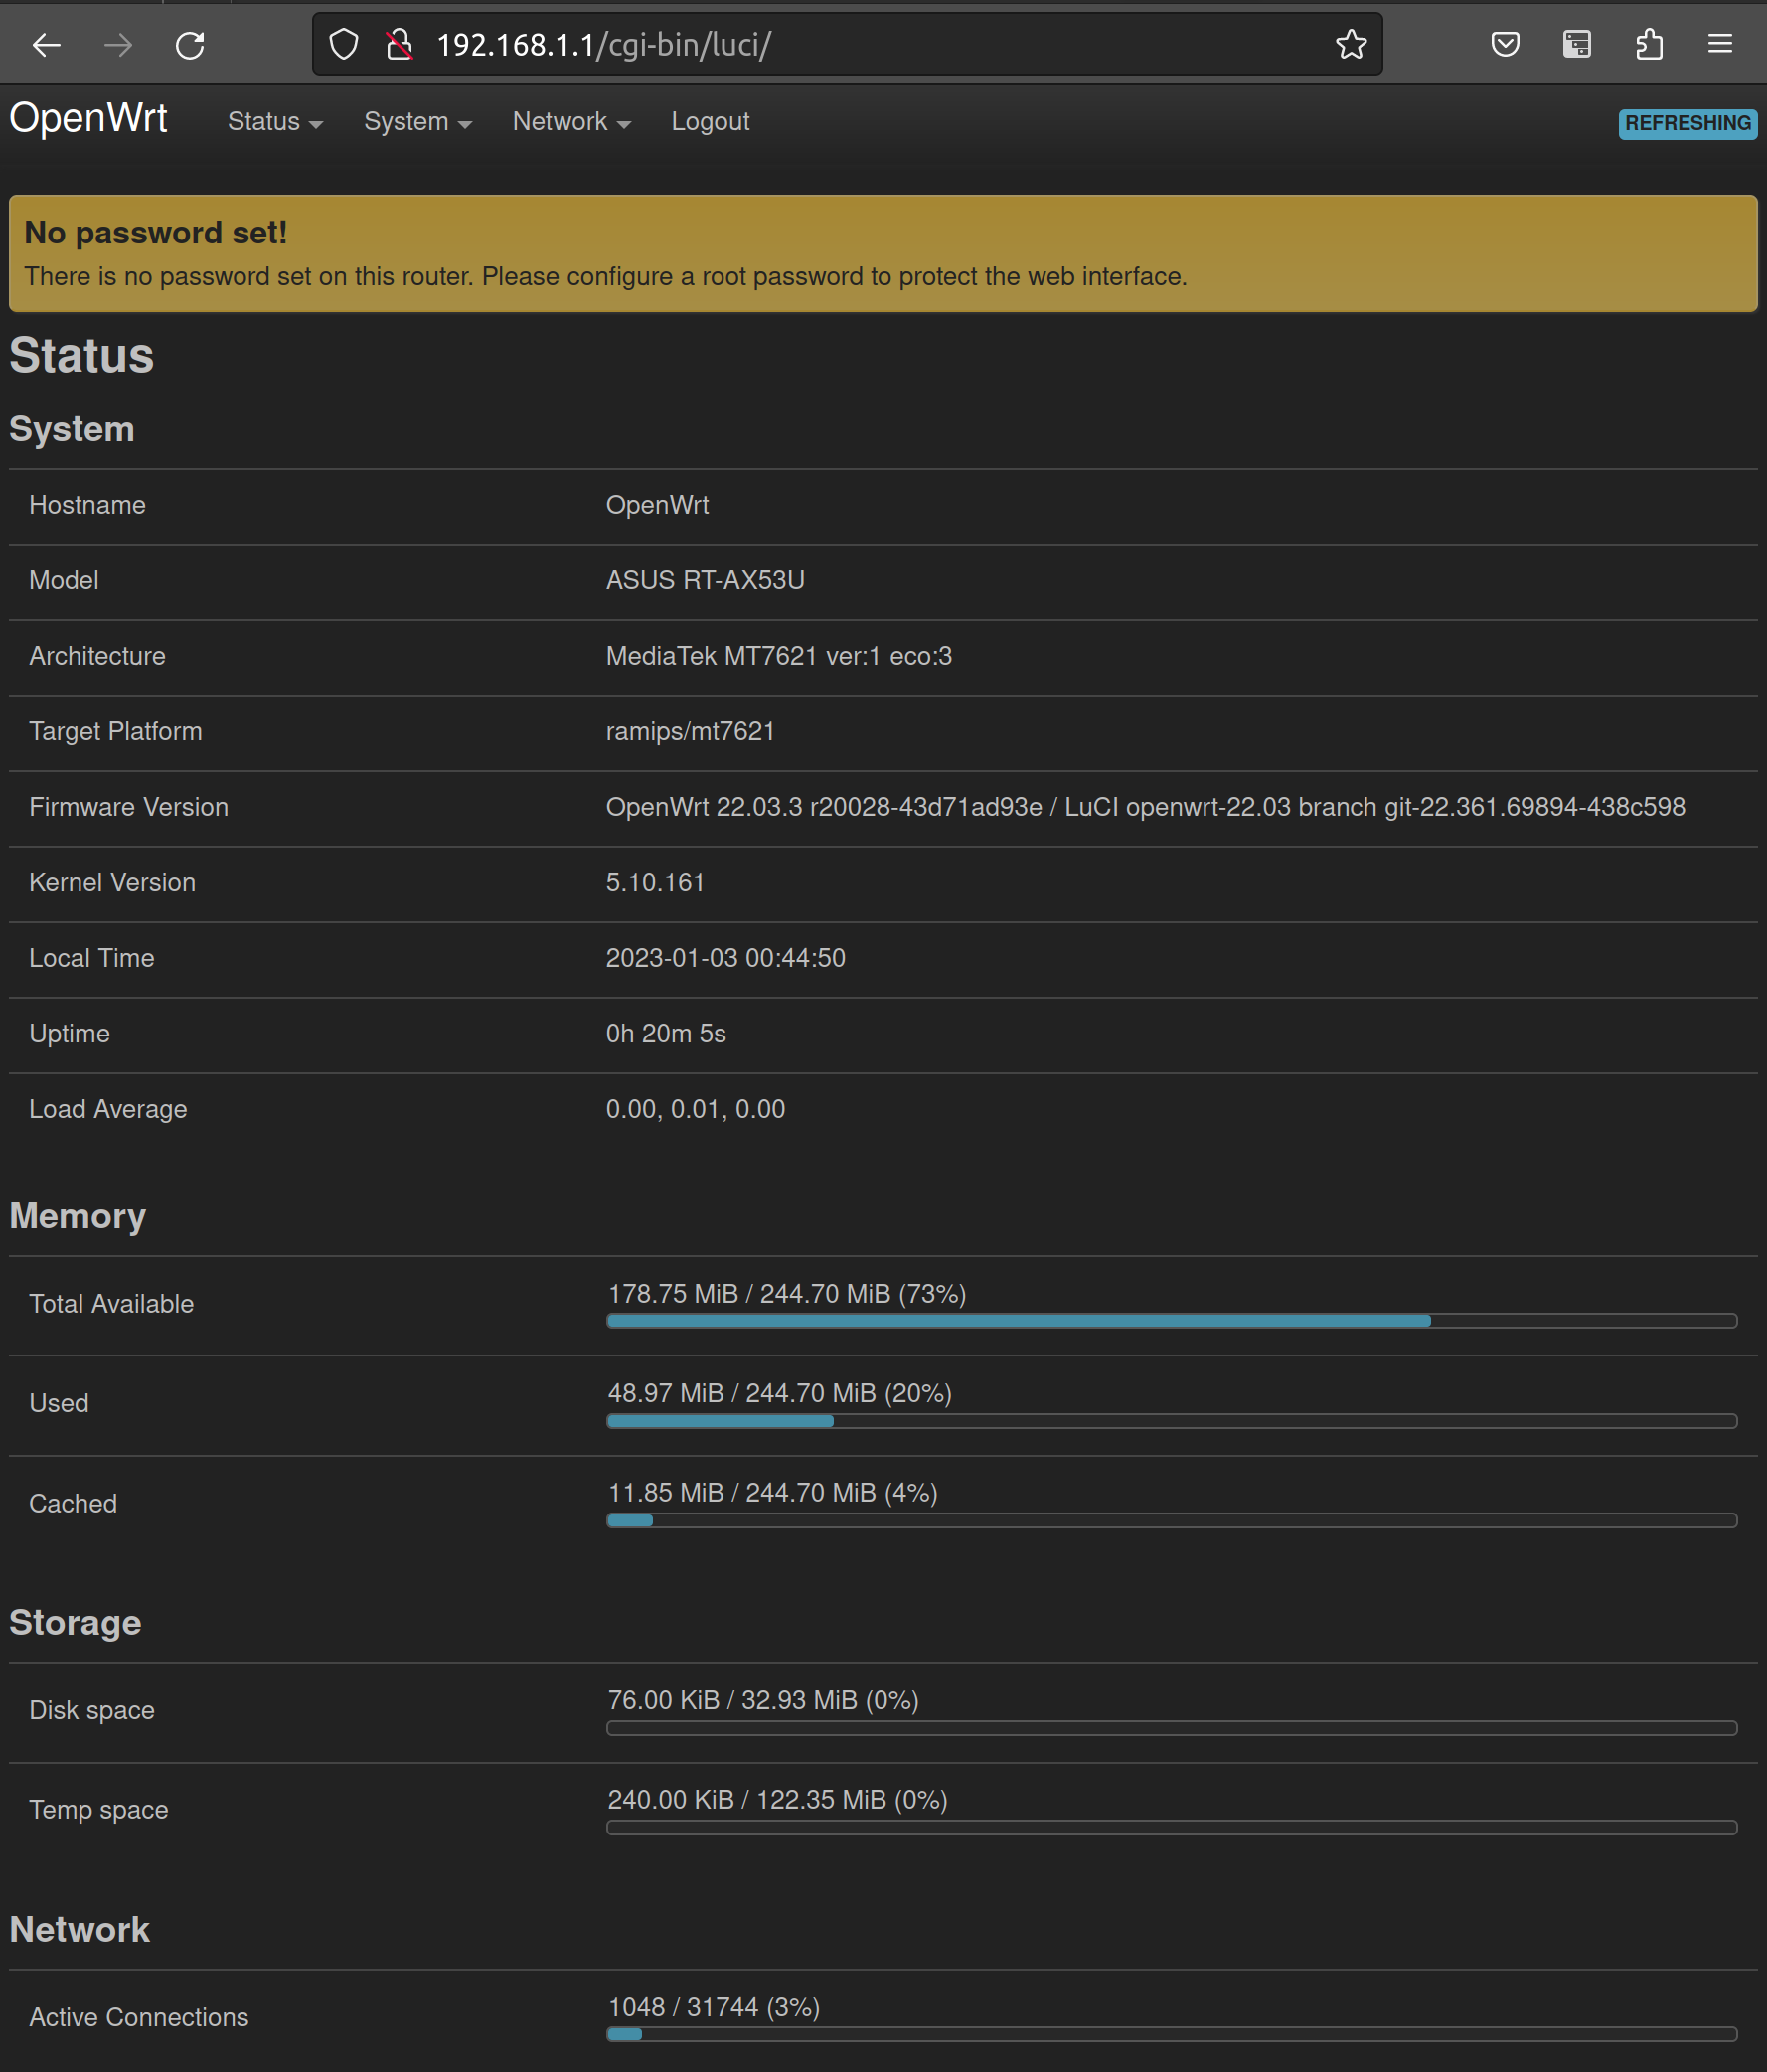 192.168.1.1/cgi-bin/luci/
OpenWrt Status System Network Logout REFRESHING
No password set!
There is no password set on this router. Please configure a root password to protect the web interface.
Status
System
Hostname OpenWrt
Model ASUS RT-AX53U
Architecture MediaTek MT7621 ver:1 eco:3
Target Platform ramips/mt7621
Firmware Version OpenWrt 22.03.3 r20028-43d71ad93e / LuCI openwrt-22.03 branch git-22.361.69894-438c598
Kernel Version 5.10.161
Local Time 2023-01-03 00:44:50
Uptime 0h 20m 5s
Load Average 0.00, 0.01, 0.00
Memory
Total Available 178.75 MiB / 244.70 MiB (73%)
Used 48.97 MiB / 244.70 MiB (20%)
Cached 11.85 MiB / 244.70 MiB (4%)
Storage
Disk space 76.00 KiB / 32.93 MiB (0%)
Temp space 240.00 KiB / 122.35 MiB (0%)
Network
Active Connections 1048 / 31744 (3%)